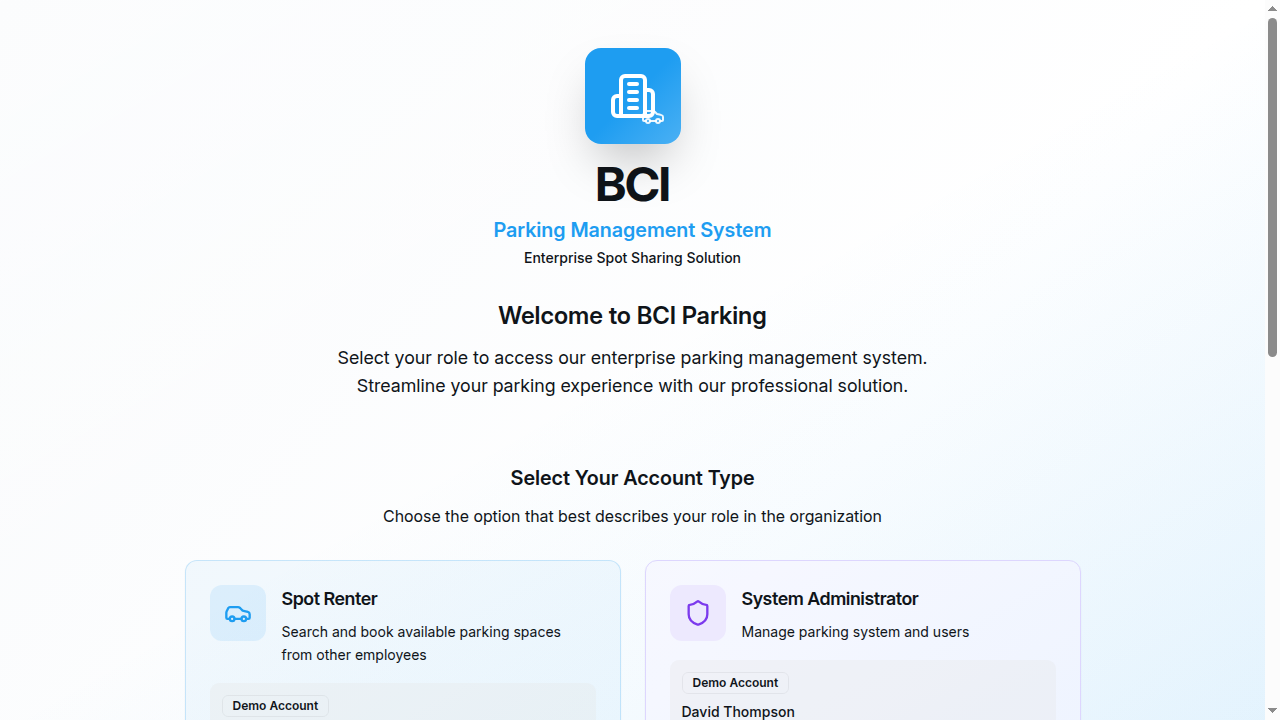 BCI
Parking Management System
Enterprise Spot Sharing Solution
Welcome to BCI Parking
Select your role to access our enterprise parking management system.
Streamline your parking experience with our professional solution.
Select Your Account Type
Choose the option that best describes your role in the organization
Spot Renter
Search and book available parking spaces
from other employees
Demo Account
System Administrator
Manage parking system and users
Demo Account
David Thompson